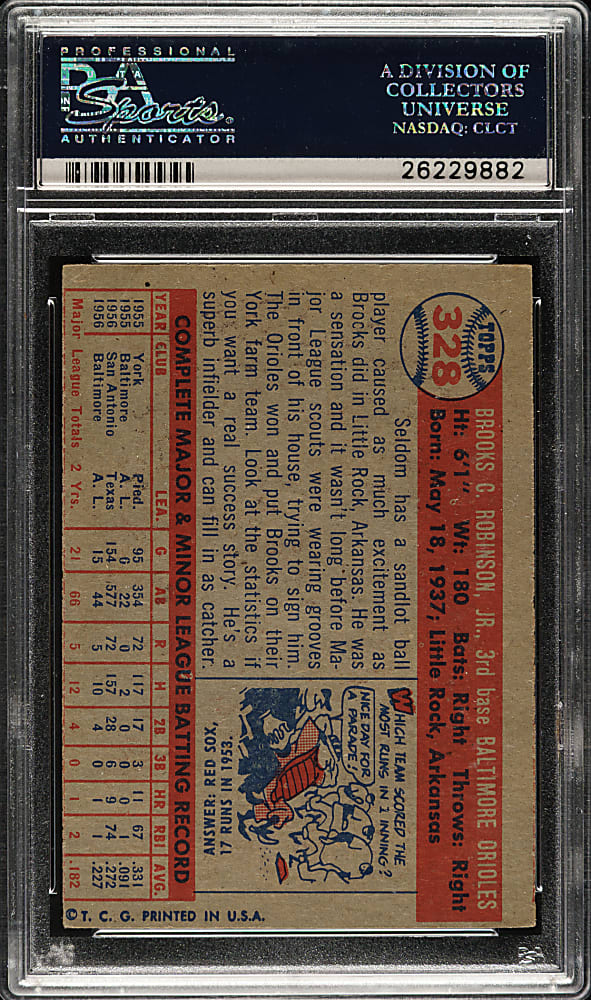 PROFESSIONAL
PSA
Sports
AUTHENTICATOR
A DIVISION OF
COLLECTORS
UNIVERSE
NASDAQ: CLCT
26229882
TOPPS
328
BROOKS C. ROBINSON, JR., 3rd base BALTIMORE ORIOLES
Ht: 6'1" Wt: 180 Bats: Right Throws: Right
Born: May 18, 1937; Little Rock, Arkansas
Seldom has a sandlot ball
player caused as much excitement as
Brooks did in Little Rock, Arkansas. He was
a sensation and it wasn't long before Ma-
jor League scouts were wearing grooves
in front of his house, trying to sign him.
The Orioles won and put Brooks on their
York farm team. Look at the statistics if
you want a real success story. He's a
superb infielder and can fill in as catcher.
WHICH TEAM SCORED THE
MOST RUNS IN 1 INNING?
NICE DAY FOR
A PARADE!
ANSWER: RED SOX,
17 RUNS IN 1953.
COMPLETE MAJOR & MINOR LEAGUE BATTING RECORD
YEAR CLUB LEA. G AB R H 2B 3B HR RBI AVG.
1955 York Pied. 95 354 72 117 17 3 11 67 .331
1955 Baltimore A. L. 6 22 0 2 0 0 0 1 .091
1956 San Antonio Texas 154 .577 72 157 28 6 9 74 .272
1956 Baltimore A. L. 15 44 5 10 4 0 1 1 .227
Major League Totals 2 Yrs. 21 66 5 12 4 0 1 2 .182
© T. C. G. PRINTED IN U.S.A.